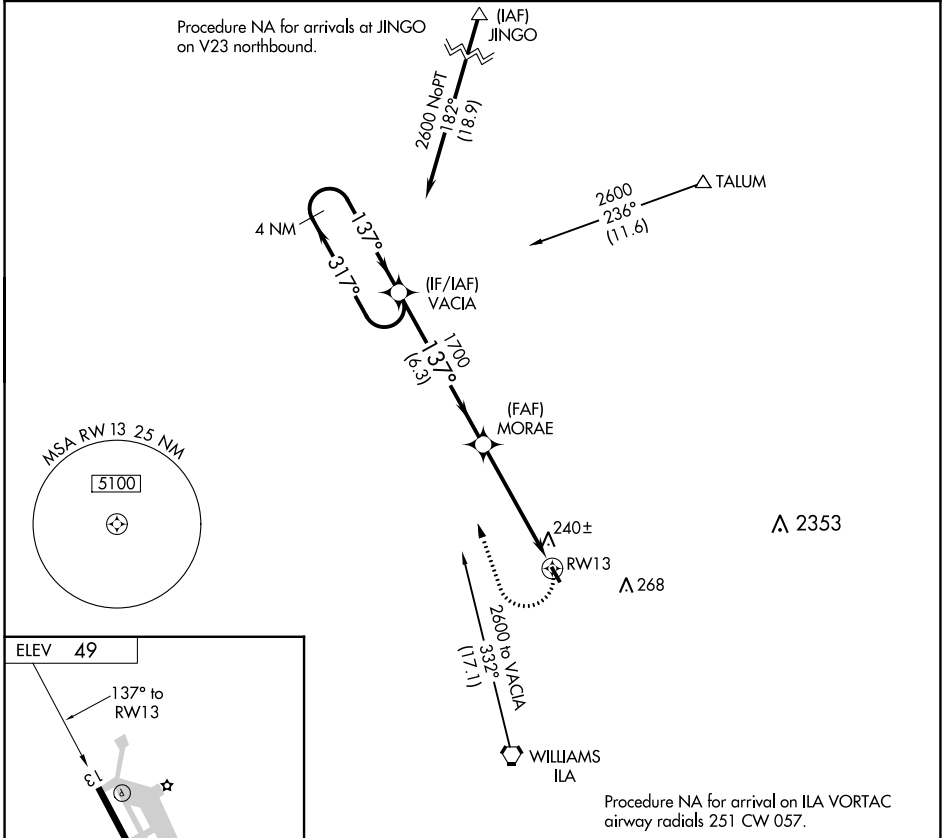 Procedure NA for arrivals at JINGO
on V23 northbound.
(IAF)
JINGO
2600 NoPT
182°
(18.9)
TALUM
2600
236°
(11.6)
4 NM
137°
317°
(IF/IAF)
VACIA
1700
137°
(6.3)
(FAF)
MORAE
MSA RW 13 25 NM
5100
240±
RW13
2353
268
2600 to VACIA
332°
(17.1)
WILLIAMS
ILA
ELEV 49
137° to
RW13
13
P
Procedure NA for arrival on ILA VORTAC
airway radials 251 CW 057.